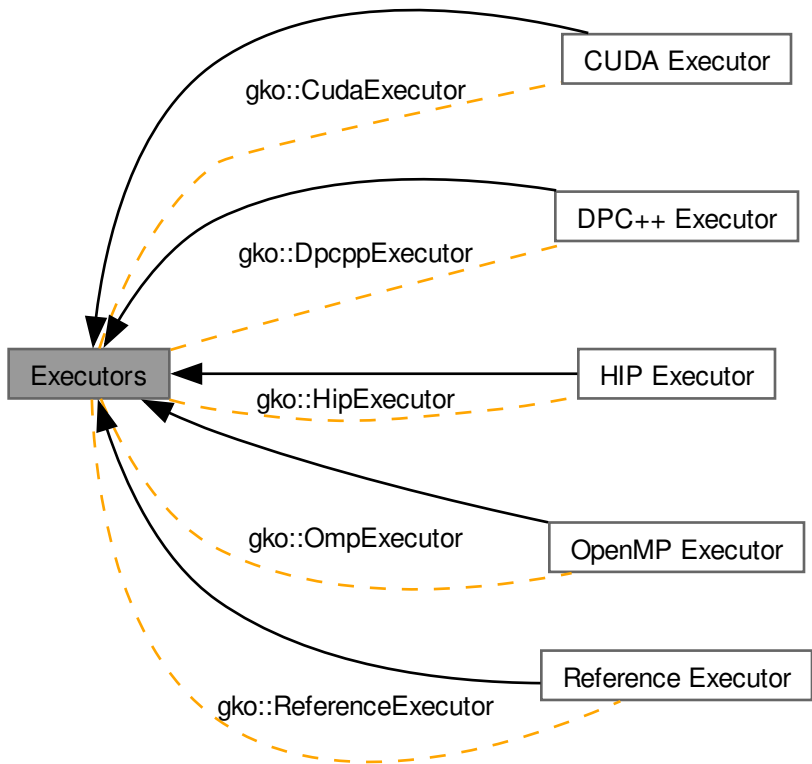 CUDA Executor
gko::CudaExecutor
DPC++ Executor
gko::DpcppExecutor
Executors
HIP Executor
gko::HipExecutor
gko::OmpExecutor
OpenMP Executor
Reference Executor
gko::ReferenceExecutor